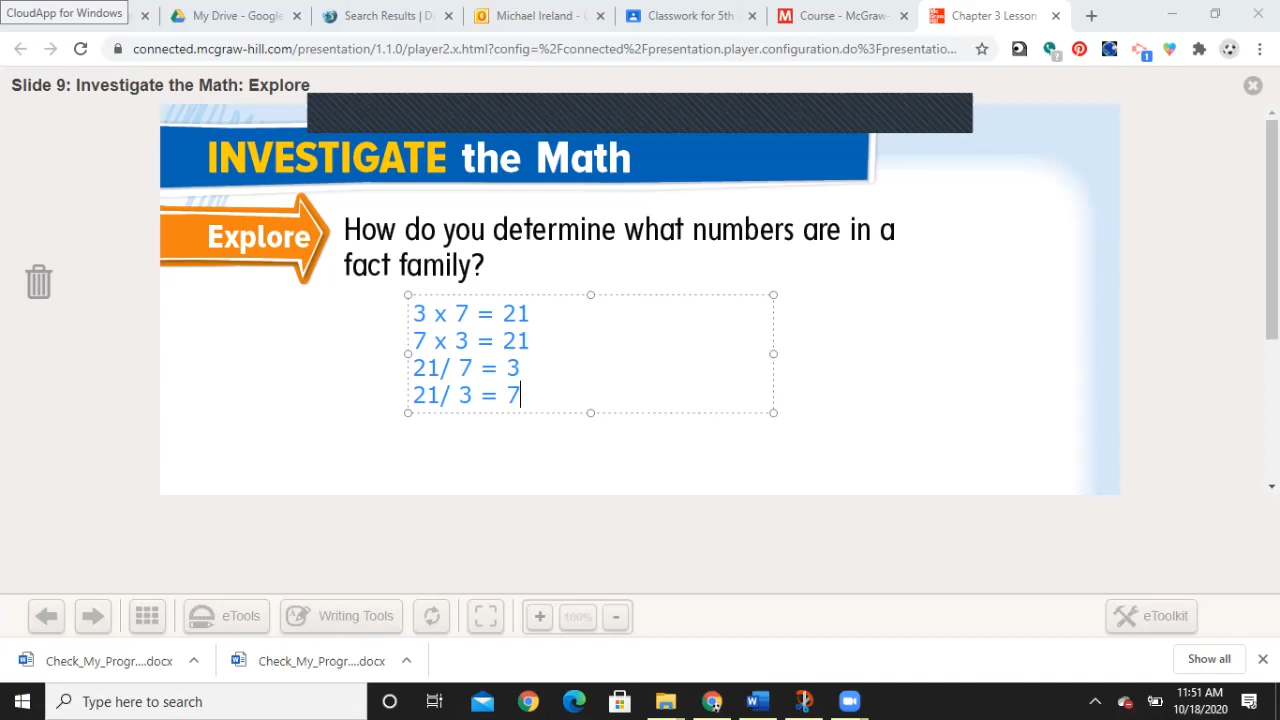 CloudApp for Windows
My Drive - Google
Search Results | D
Michael Ireland -
Classwork for 5th
Course - McGraw-
Chapter 3 Lesson
connected.mcgraw-hill.com/presentation/1.1.0/player2.x.html?config=%2Fconnected%2Fpresentation.player.configuration.do%3Fpresentatio...
Slide 9: Investigate the Math: Explore
INVESTIGATE the Math
Explore
How do you determine what numbers are in a
fact family?
3 x 7 = 21
7 x 3 = 21
21/ 7 = 3
21/ 3 = 7
eTools
Writing Tools
+ 100% -
eToolkit
Check_My_Progr....docx
Check_My_Progr....docx
Show all
Type here to search
11:51 AM
10/18/2020